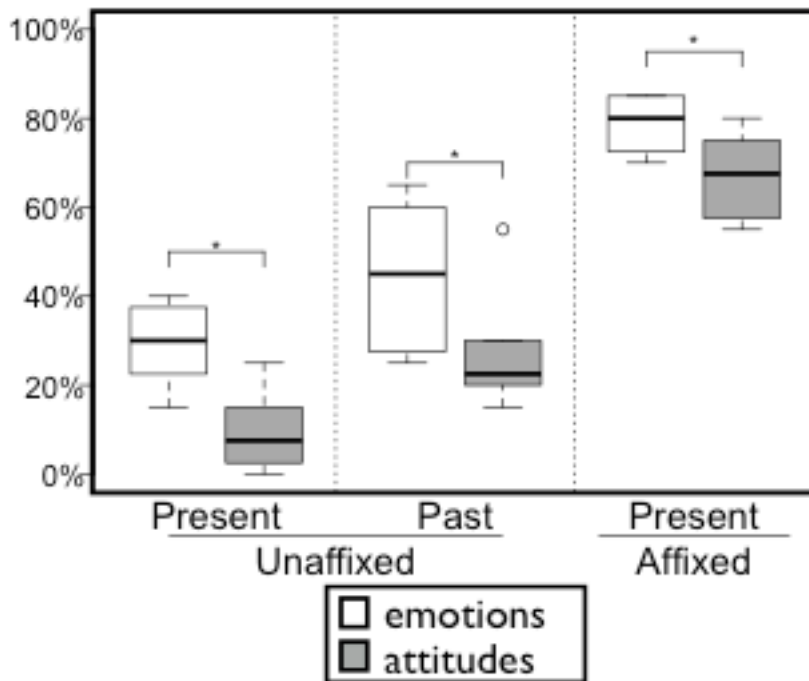 100%
80%
60%
40%
20%
0%
*
*
*
Present Past Present
Unaffixed Affixed
emotions
attitudes